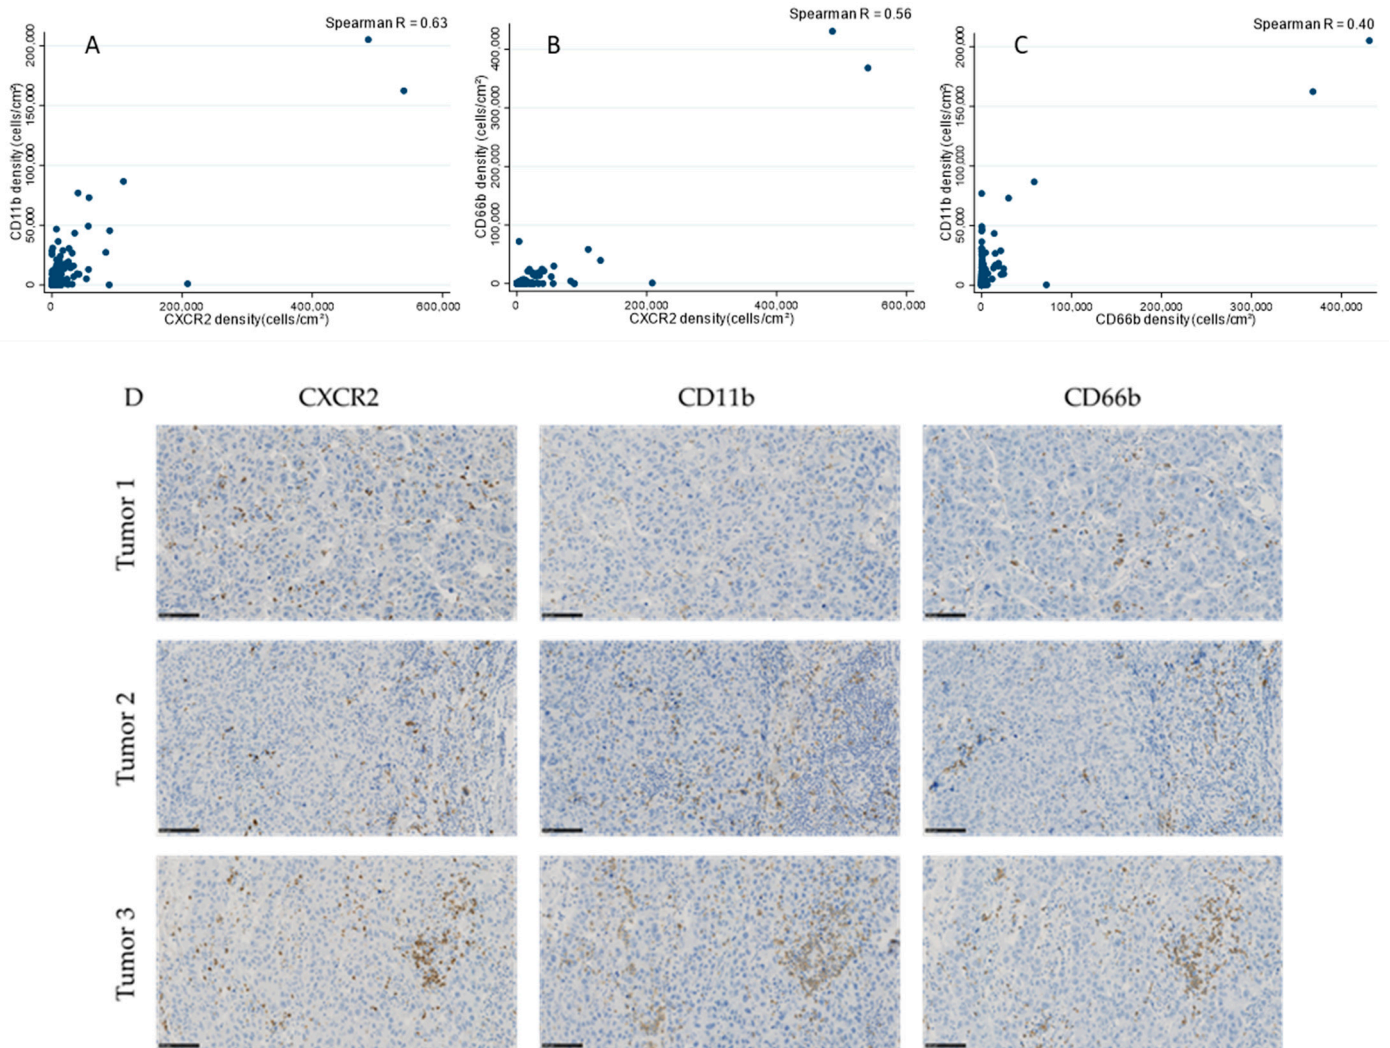 Spearman R = 0.63
A
CD11b density (cells/cm²)
200,000
150,000
100,000
50,000
0
0 200,000 400,000 600,000
CXCR2 density(cells/cm²)
Spearman R = 0.56
B
CD66b density (cells/cm²)
400,000
300,000
200,000
100,000
0
0 200,000 400,000 600,000
CXCR2 density(cells/cm²)
Spearman R = 0.40
C
CD11b density (cells/cm²)
200,000
150,000
100,000
50,000
0
0 100,000 200,000 300,000 400,000
CD66b density(cells/cm²)
D CXCR2 CD11b CD66b
Tumor 1
Tumor 2
Tumor 3